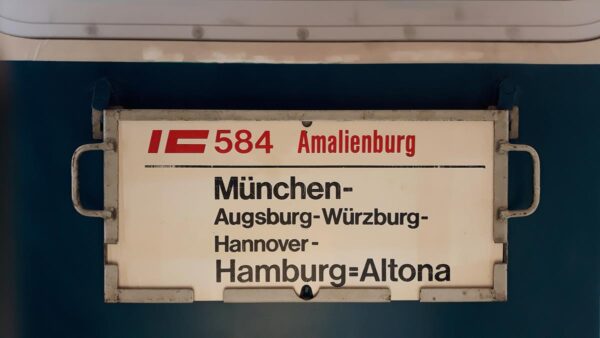 IC 584 Amalienburg
München-
Augsburg-Würzburg-
Hannover-
Hamburg=Altona